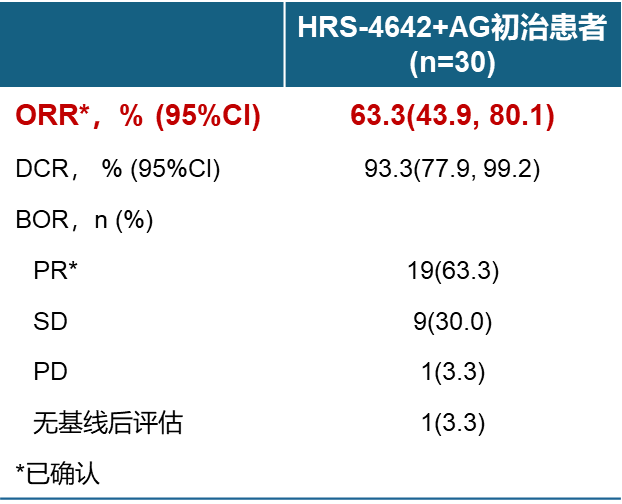 HRS-4642+AG初治患者
(n=30)
ORR*，% (95%CI) 63.3(43.9, 80.1)
DCR， % (95%CI) 93.3(77.9, 99.2)
BOR，n (%)
PR* 19(63.3)
SD 9(30.0)
PD 1(3.3)
无基线后评估 1(3.3)
*已确认